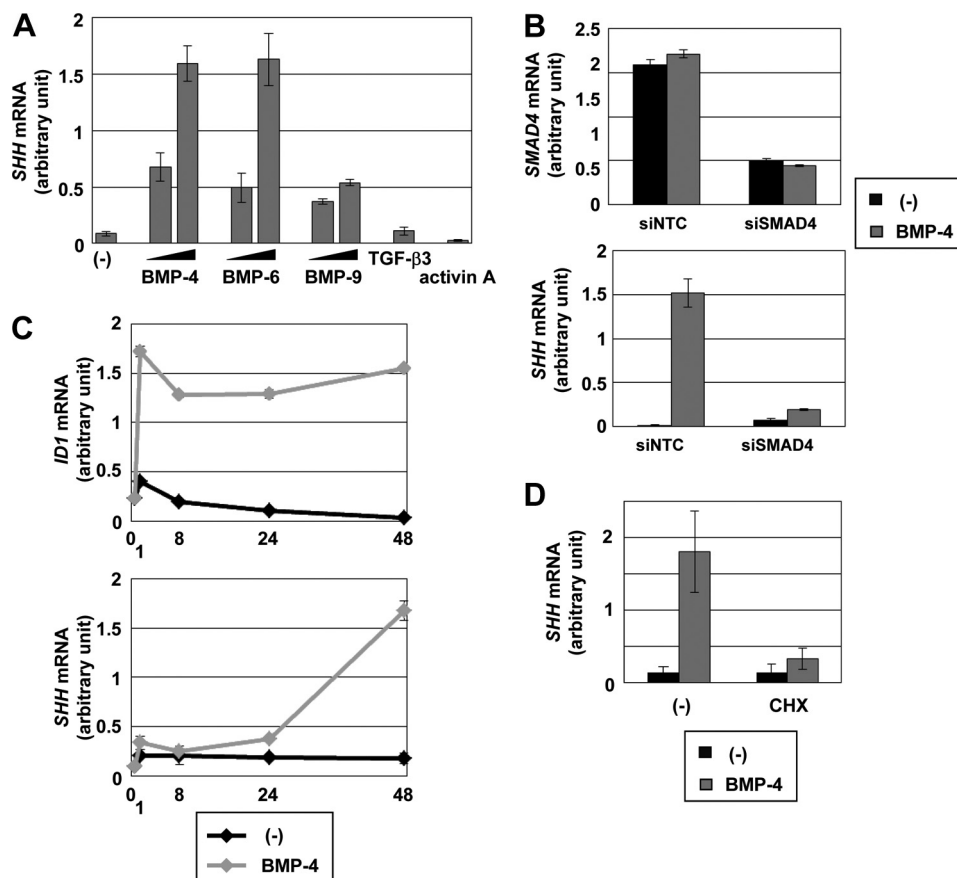 A
SHH mRNA
(arbitrary unit)
2
1.5
1
0.5
0
(-)
BMP-4
BMP-6
BMP-9
TGF-β3
activin A
B
SMAD4 mRNA
(arbitrary unit)
2.5
2
1
1
0.5
0
siNTC
siSMAD4
(-)
BMP-4
SHH mRNA
(arbitrary unit)
2
1.5
1
0.5
0
siNTC
siSMAD4
C
ID1 mRNA
(arbitrary unit)
2
1.5
1
0.5
0
0
1
8
24
48
SHH mRNA
(arbitrary unit)
2
1.5
1
0.5
0
0
1
8
24
48
(-)
BMP-4
D
SHH mRNA
(arbitrary unit)
2
1
0
(-)
CHX
(-)
BMP-4